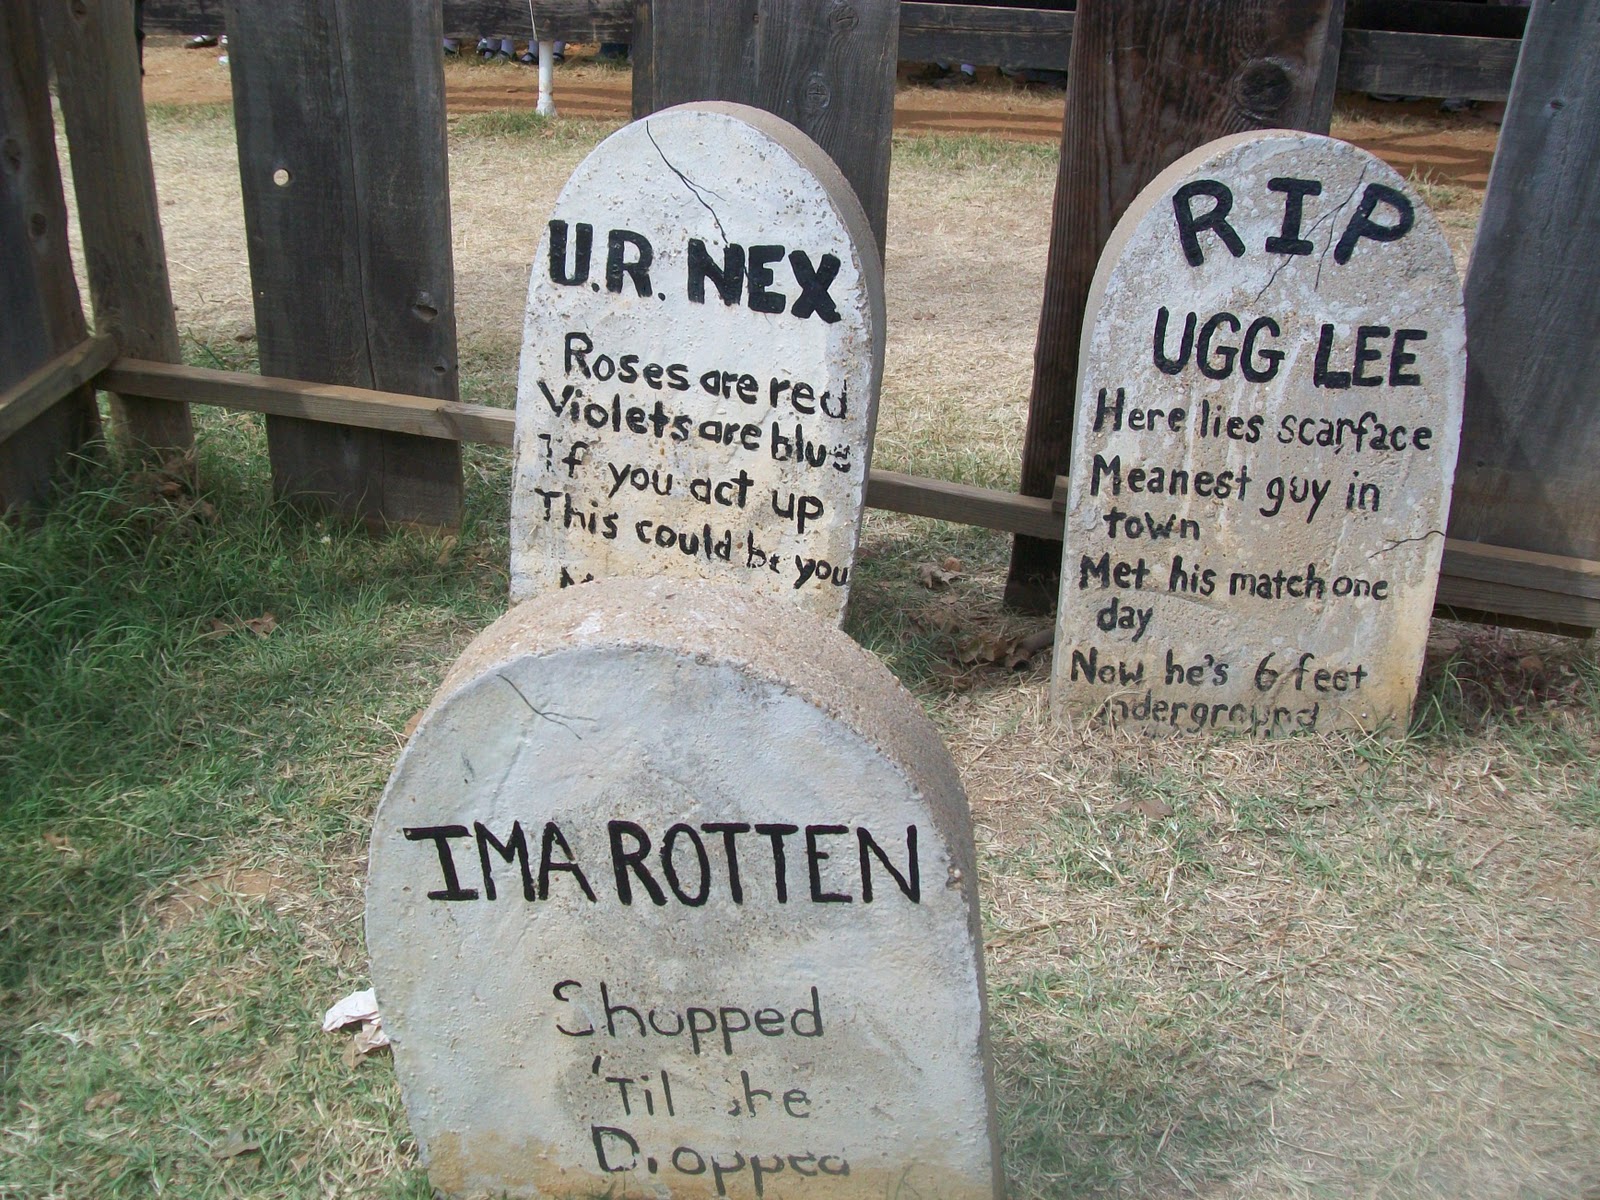 U.R. NEX
Roses are red
Violets are blue
If you act up
This could be you
RIP
UGG LEE
Here lies scarface
Meanest guy in
town
Met his match one
day
Now he's 6 feet
underground
IMA ROTTEN
Shopped
'Til she
Dropped